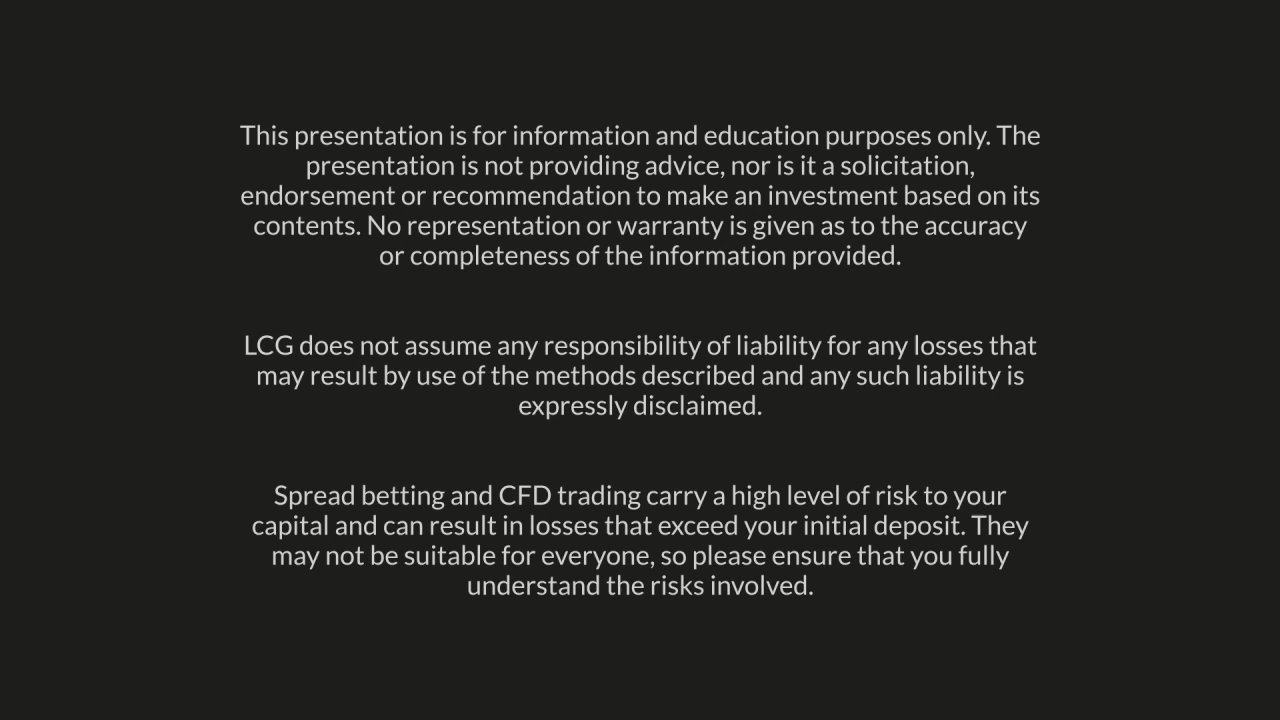 This presentation is for information and education purposes only. The
presentation is not providing advice, nor is it a solicitation,
endorsement or recommendation to make an investment based on its
contents. No representation or warranty is given as to the accuracy
or completeness of the information provided.
LCG does not assume any responsibility of liability for any losses that
may result by use of the methods described and any such liability is
expressly disclaimed.
Spread betting and CFD trading carry a high level of risk to your
capital and can result in losses that exceed your initial deposit. They
may not be suitable for everyone, so please ensure that you fully
understand the risks involved.